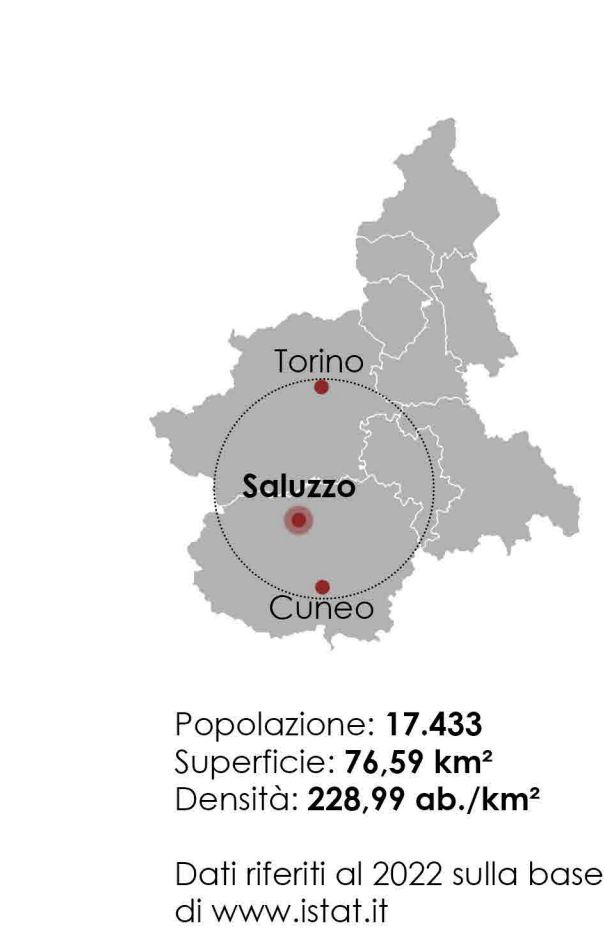 Torino
Saluzzo
Cuneo
Popolazione: 17.433
Superficie: 76,59 km²
Densità: 228,99 ab./km²
Dati riferiti al 2022 sulla base
di www.istat.it